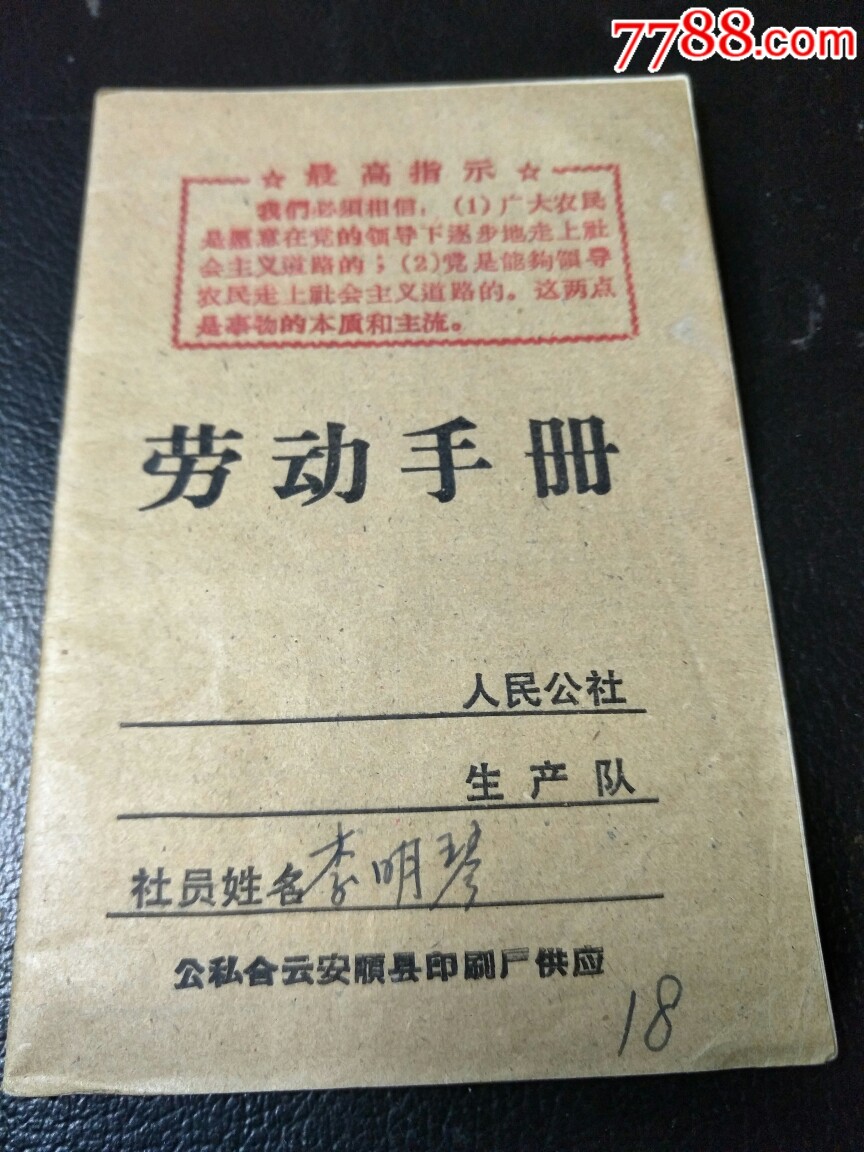 7788.com
☆最高指示☆
我們必須相信，(1)广大农民
是愿意在党的領导下逐步地走上社
会主义道路的；(2)党是能夠領导
农民走上社会主义道路的。这两点
是事物的本质和主流。
劳动手册
人民公社
生产队
社员姓名李明琴
公私合云安順县印刷厂供应
18